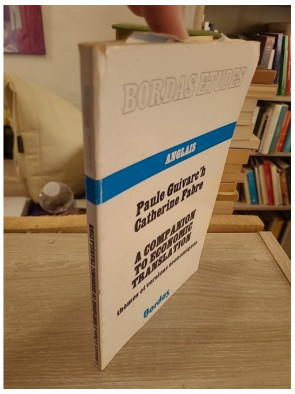 BORDAS ETUDES
ANGLAIS
Paule Guivarc'h
Catherine Fabre
A COMPANION
TO ECONOMIC
TRANSLATION
thèmes et versions économiques
Bordas